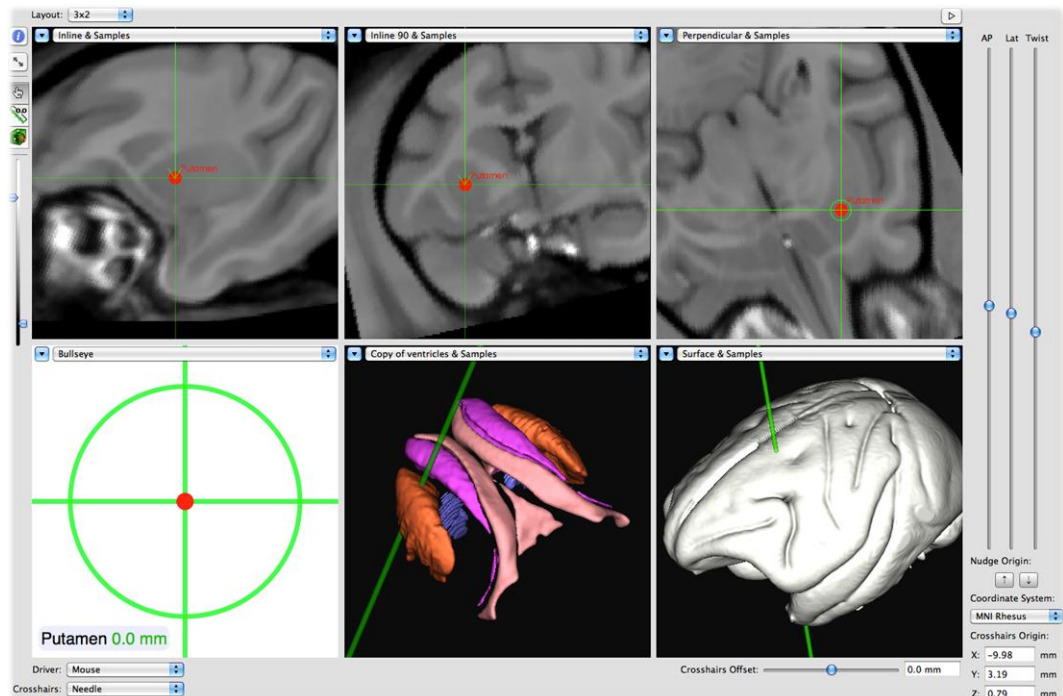 Layout: 3x2
Inline & Samples
Inline 90 & Samples
Perpendicular & Samples
AP Lat Twist
Putamen
Putamen
Putamen
Bullseye
Copy of ventricles & Samples
Surface & Samples
Putamen 0.0 mm
Nudge Origin:
Coordinate System:
MNI Rhesus
Crosshairs Origin:
X: -9.98 mm
Y: 3.19 mm
Z: 0.79 mm
Driver: Mouse
Crosshairs: Needle
Crosshairs Offset: 0.0 mm